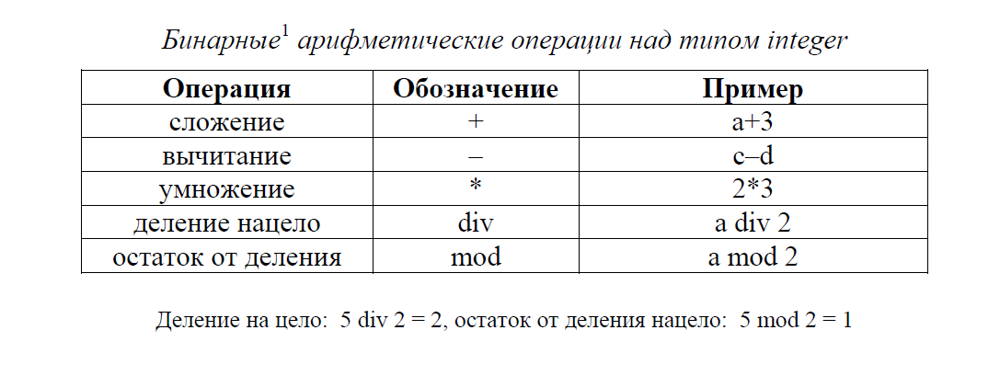 Бинарные¹ арифметические операции над типом integer
Операция Обозначение Пример
сложение + a+3
вычитание – c–d
умножение * 2*3
деление нацело div a div 2
остаток от деления mod a mod 2
Деление на цело: 5 div 2 = 2, остаток от деления нацело: 5 mod 2 = 1